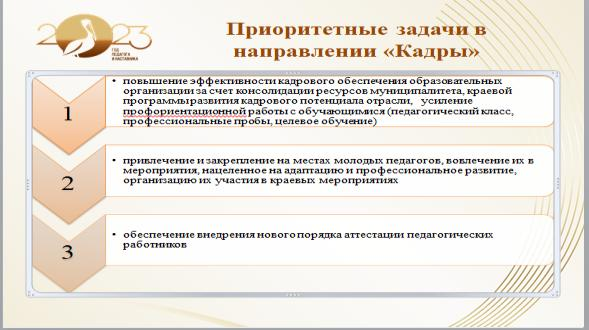 2023
ГОД
ПЕДАГОГА
И НАСТАВНИКА
Приоритетные задачи в
направлении «Кадры»
1
• повышение эффективности кадрового обеспечения образовательных
организации за счет консолидации ресурсов муниципалитета, краевой
программы развития кадрового потенциала отрасли, усиление
профориентационной работы с обучающимися (педагогический класс,
профессиональные пробы, целевое обучение)
2
• привлечение и закрепление на местах молодых педагогов, вовлечение их в
мероприятия, нацеленное на адаптацию и профессиональное развитие,
организацию их участия в краевых мероприятиях
3
• обеспечение внедрения нового порядка аттестации педагогических
работников